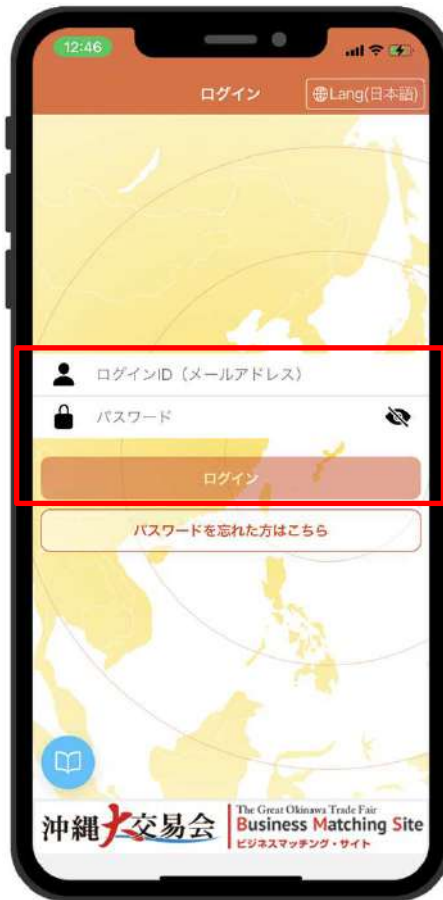 12:46
ログイン
Lang(日本語)
ログインID（メールアドレス）
パスワード
ログイン
パスワードを忘れた方はこちら
沖縄大交易会
The Great Okinawa Trade Fair
Business Matching Site
ビジネスマッチング・サイト